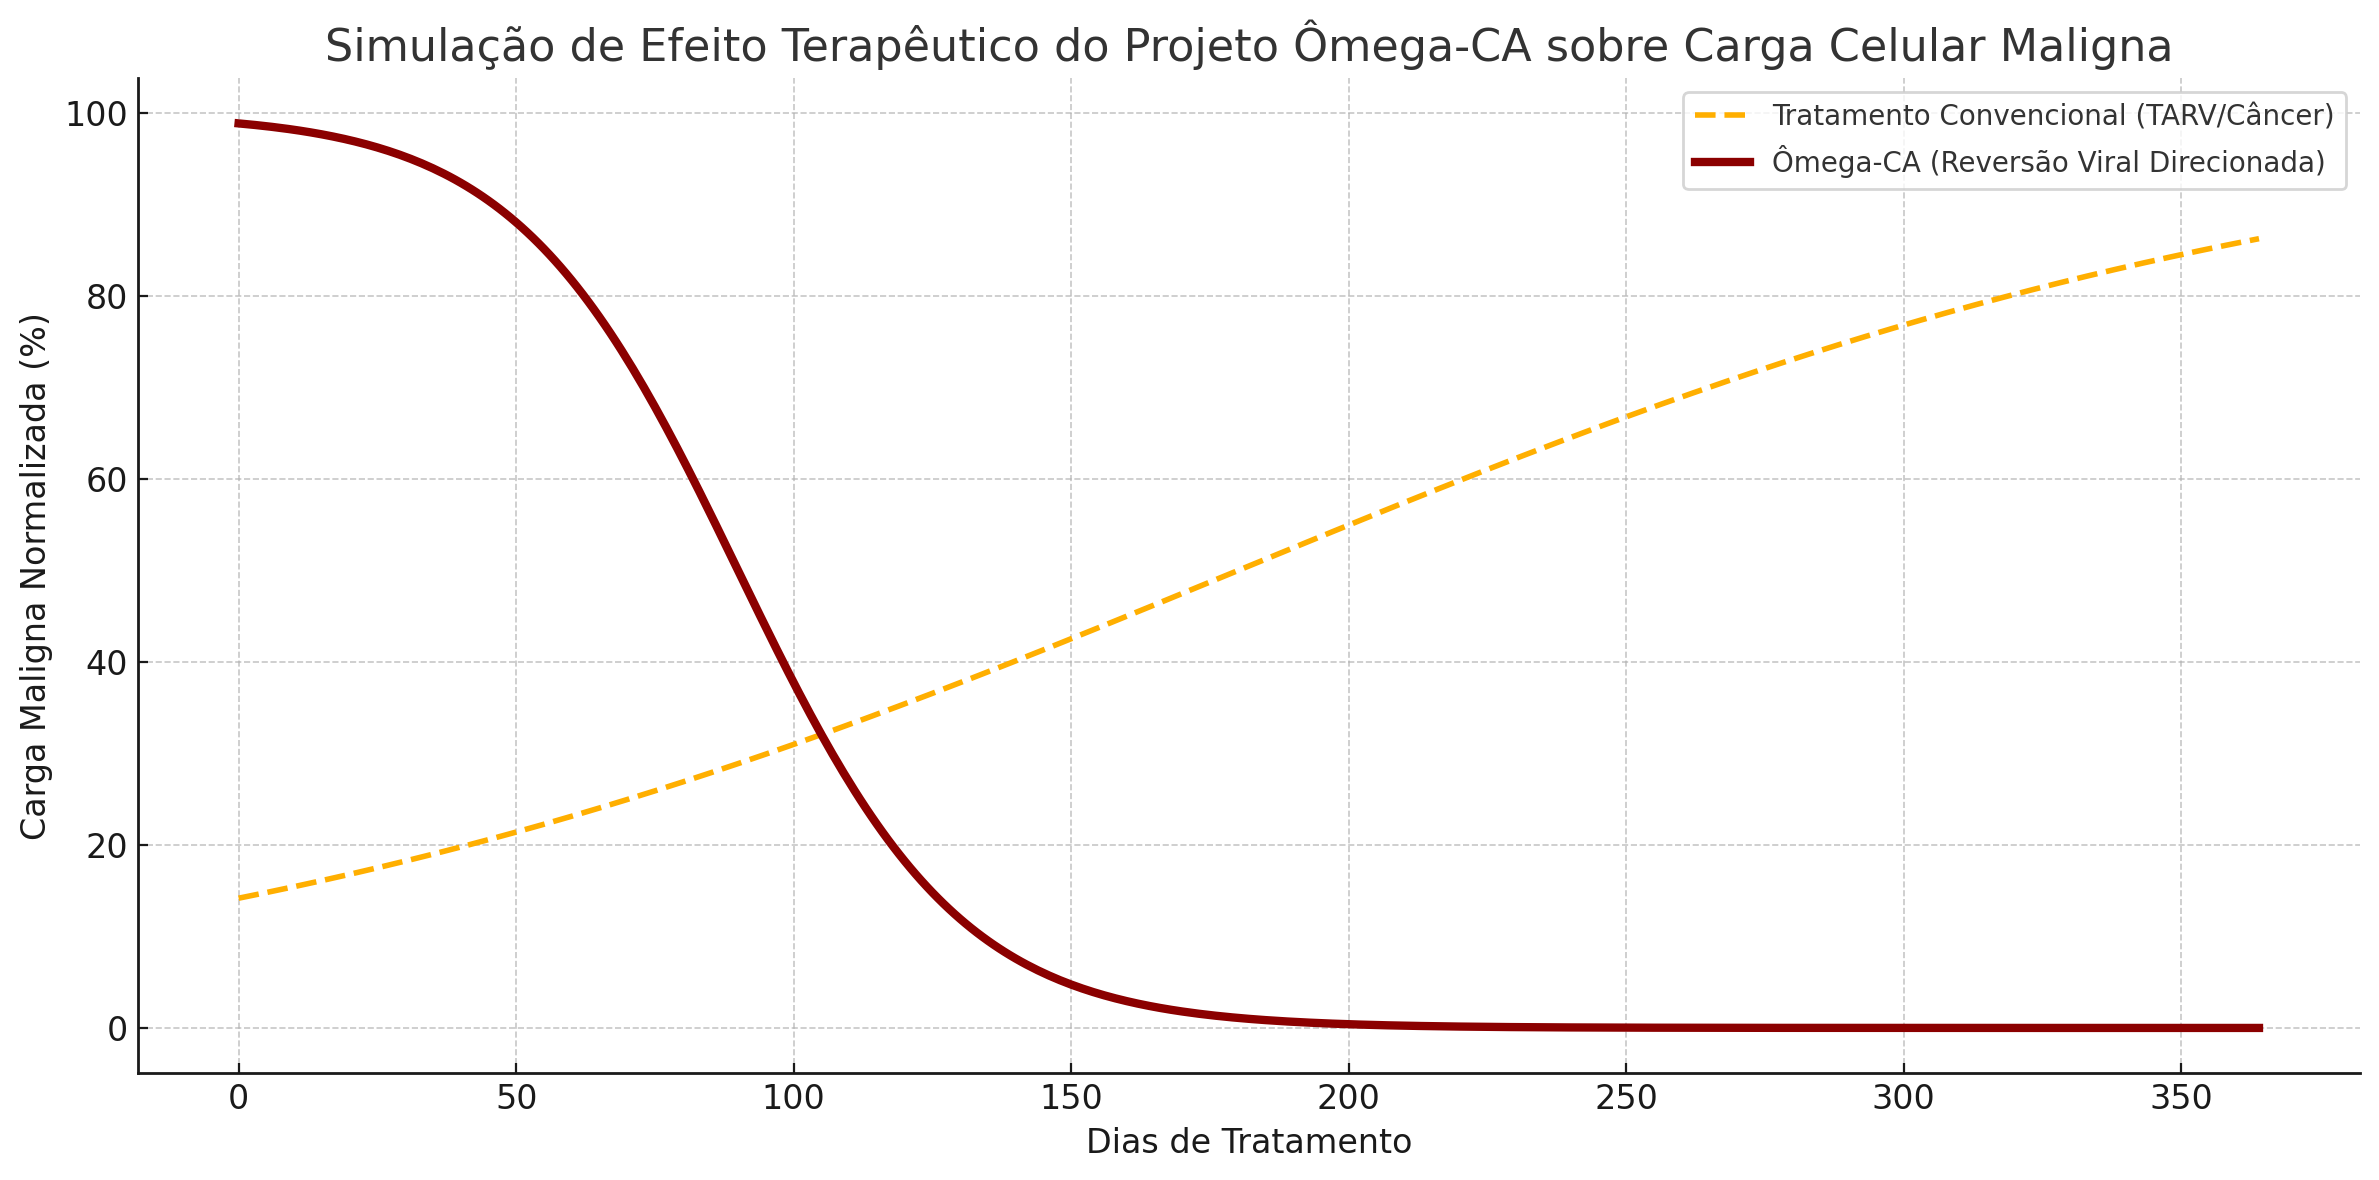 Simulação de Efeito Terapêutico do Projeto Ômega-CA sobre Carga Celular Maligna
Tratamento Convencional (TARV/Câncer)
Ômega-CA (Reversão Viral Direcionada)
Carga Maligna Normalizada (%)
100
80
60
40
20
0
0 50 100 150 200 250 300 350
Dias de Tratamento